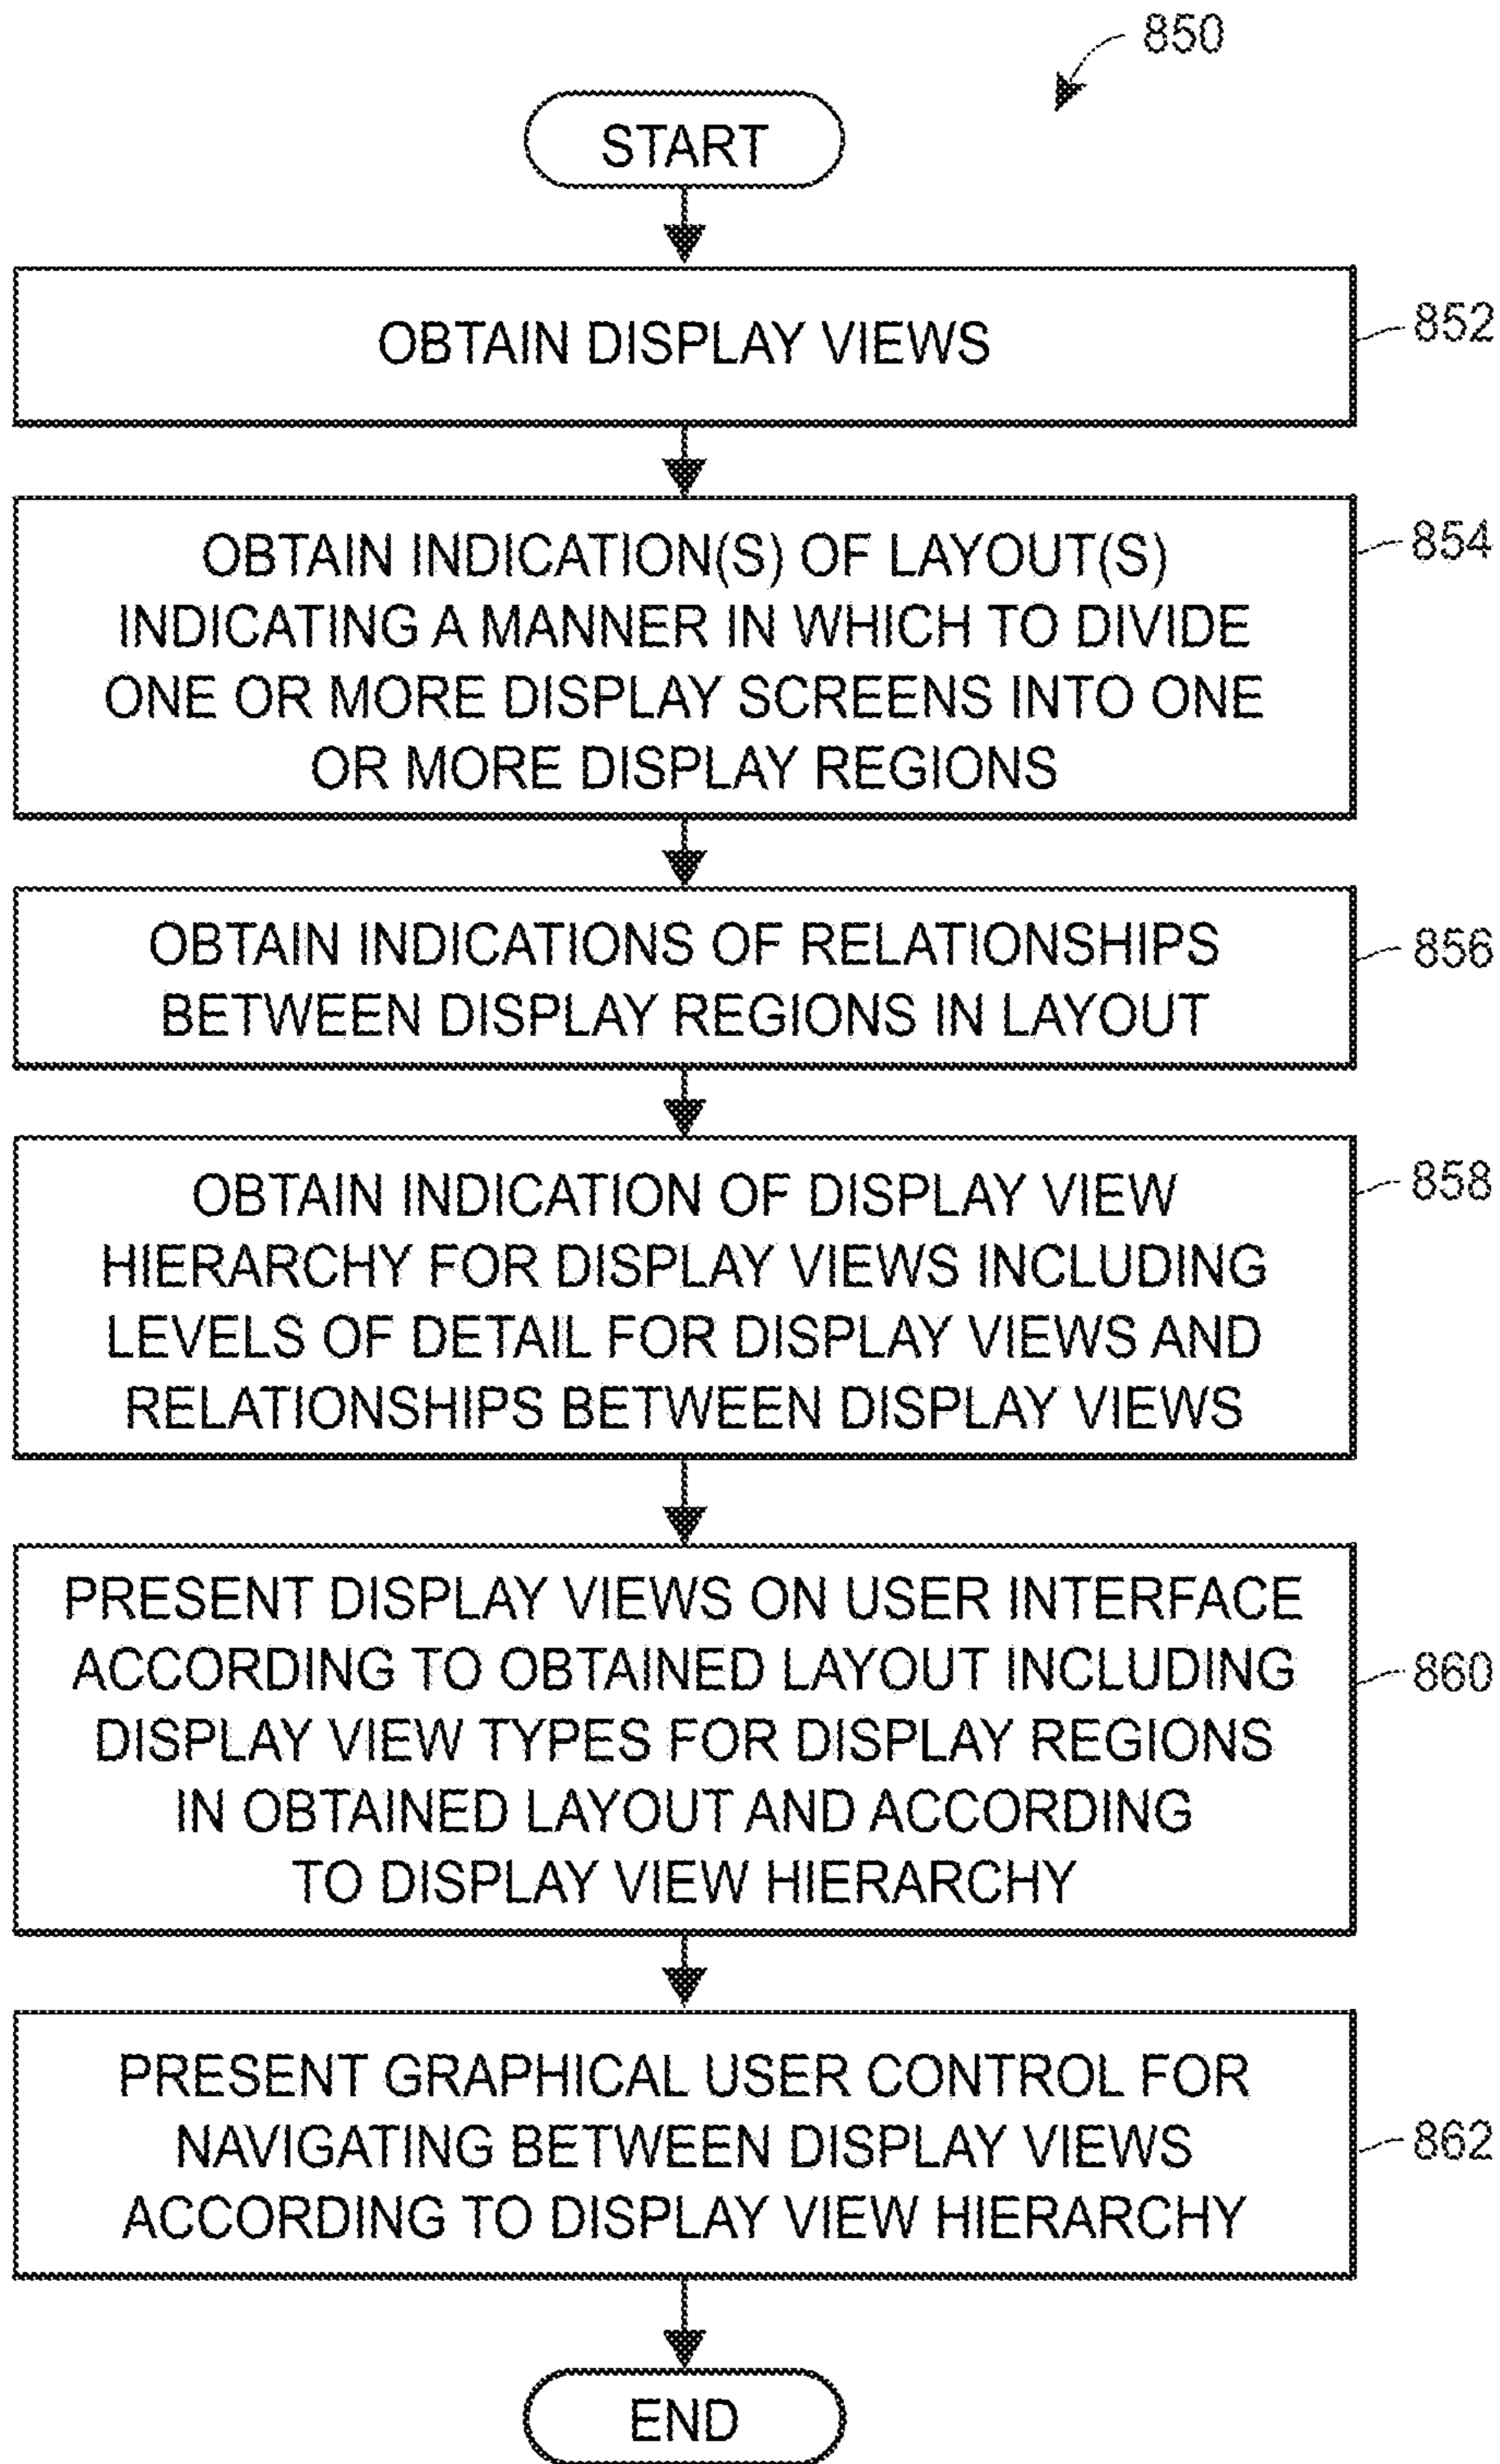 850
START
OBTAIN DISPLAY VIEWS
852
OBTAIN INDICATION(S) OF LAYOUT(S)
INDICATING A MANNER IN WHICH TO DIVIDE
ONE OR MORE DISPLAY SCREENS INTO ONE
OR MORE DISPLAY REGIONS
854
OBTAIN INDICATIONS OF RELATIONSHIPS
BETWEEN DISPLAY REGIONS IN LAYOUT
856
OBTAIN INDICATION OF DISPLAY VIEW
HIERARCHY FOR DISPLAY VIEWS INCLUDING
LEVELS OF DETAIL FOR DISPLAY VIEWS AND
RELATIONSHIPS BETWEEN DISPLAY VIEWS
858
PRESENT DISPLAY VIEWS ON USER INTERFACE
ACCORDING TO OBTAINED LAYOUT INCLUDING
DISPLAY VIEW TYPES FOR DISPLAY REGIONS
IN OBTAINED LAYOUT AND ACCORDING
TO DISPLAY VIEW HIERARCHY
860
PRESENT GRAPHICAL USER CONTROL FOR
NAVIGATING BETWEEN DISPLAY VIEWS
ACCORDING TO DISPLAY VIEW HIERARCHY
862
END